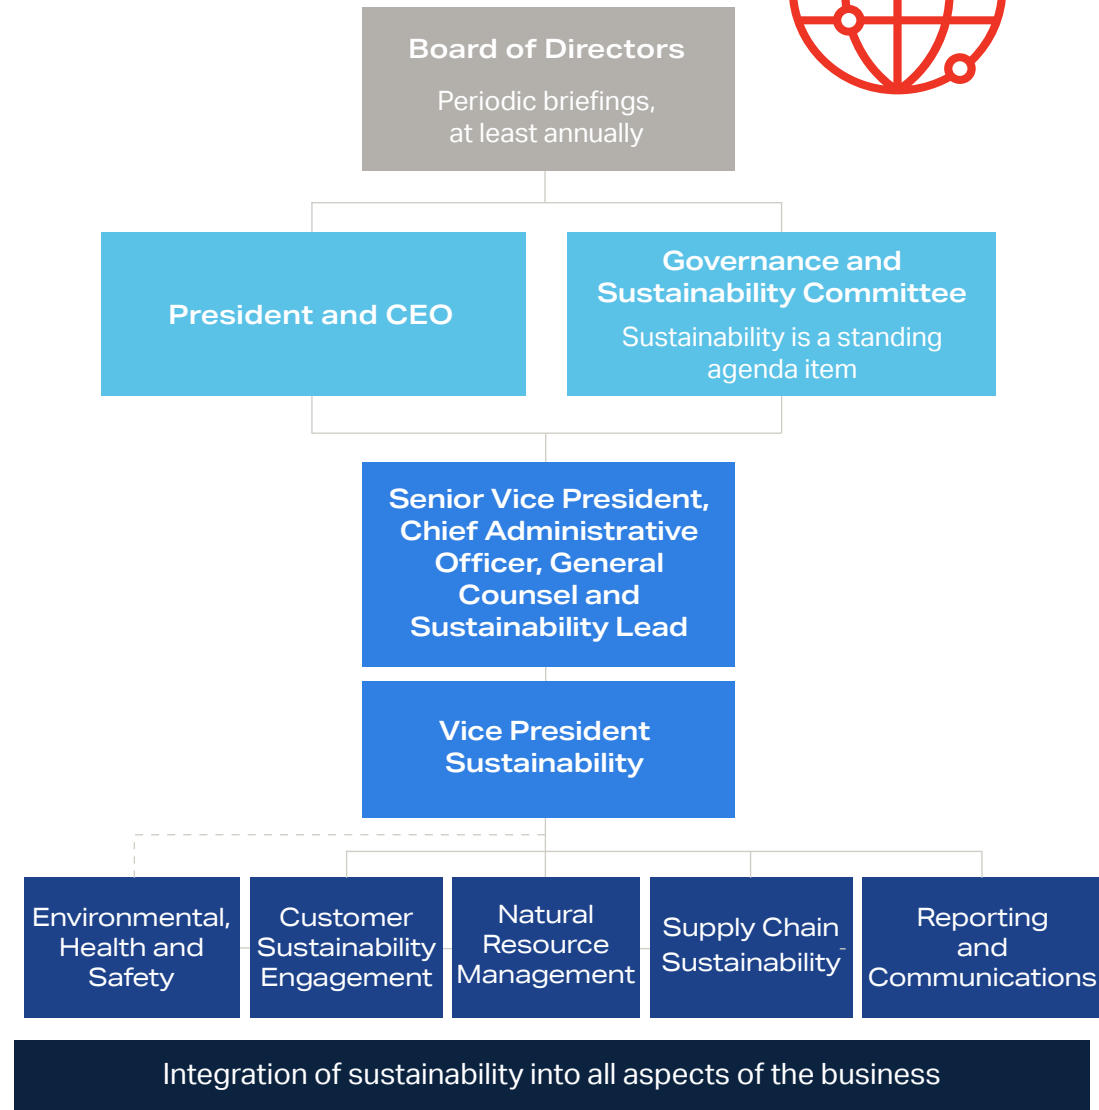 Board of Directors
Periodic briefings,
at least annually
President and CEO
Governance and
Sustainability Committee
Sustainability is a standing
agenda item
Senior Vice President,
Chief Administrative
Officer, General
Counsel and
Sustainability Lead
Vice President
Sustainability
Environmental,
Health and
Safety
Customer
Sustainability
Engagement
Natural
Resource
Management
Supply Chain
Sustainability
Reporting
and
Communications
Integration of sustainability into all aspects of the business